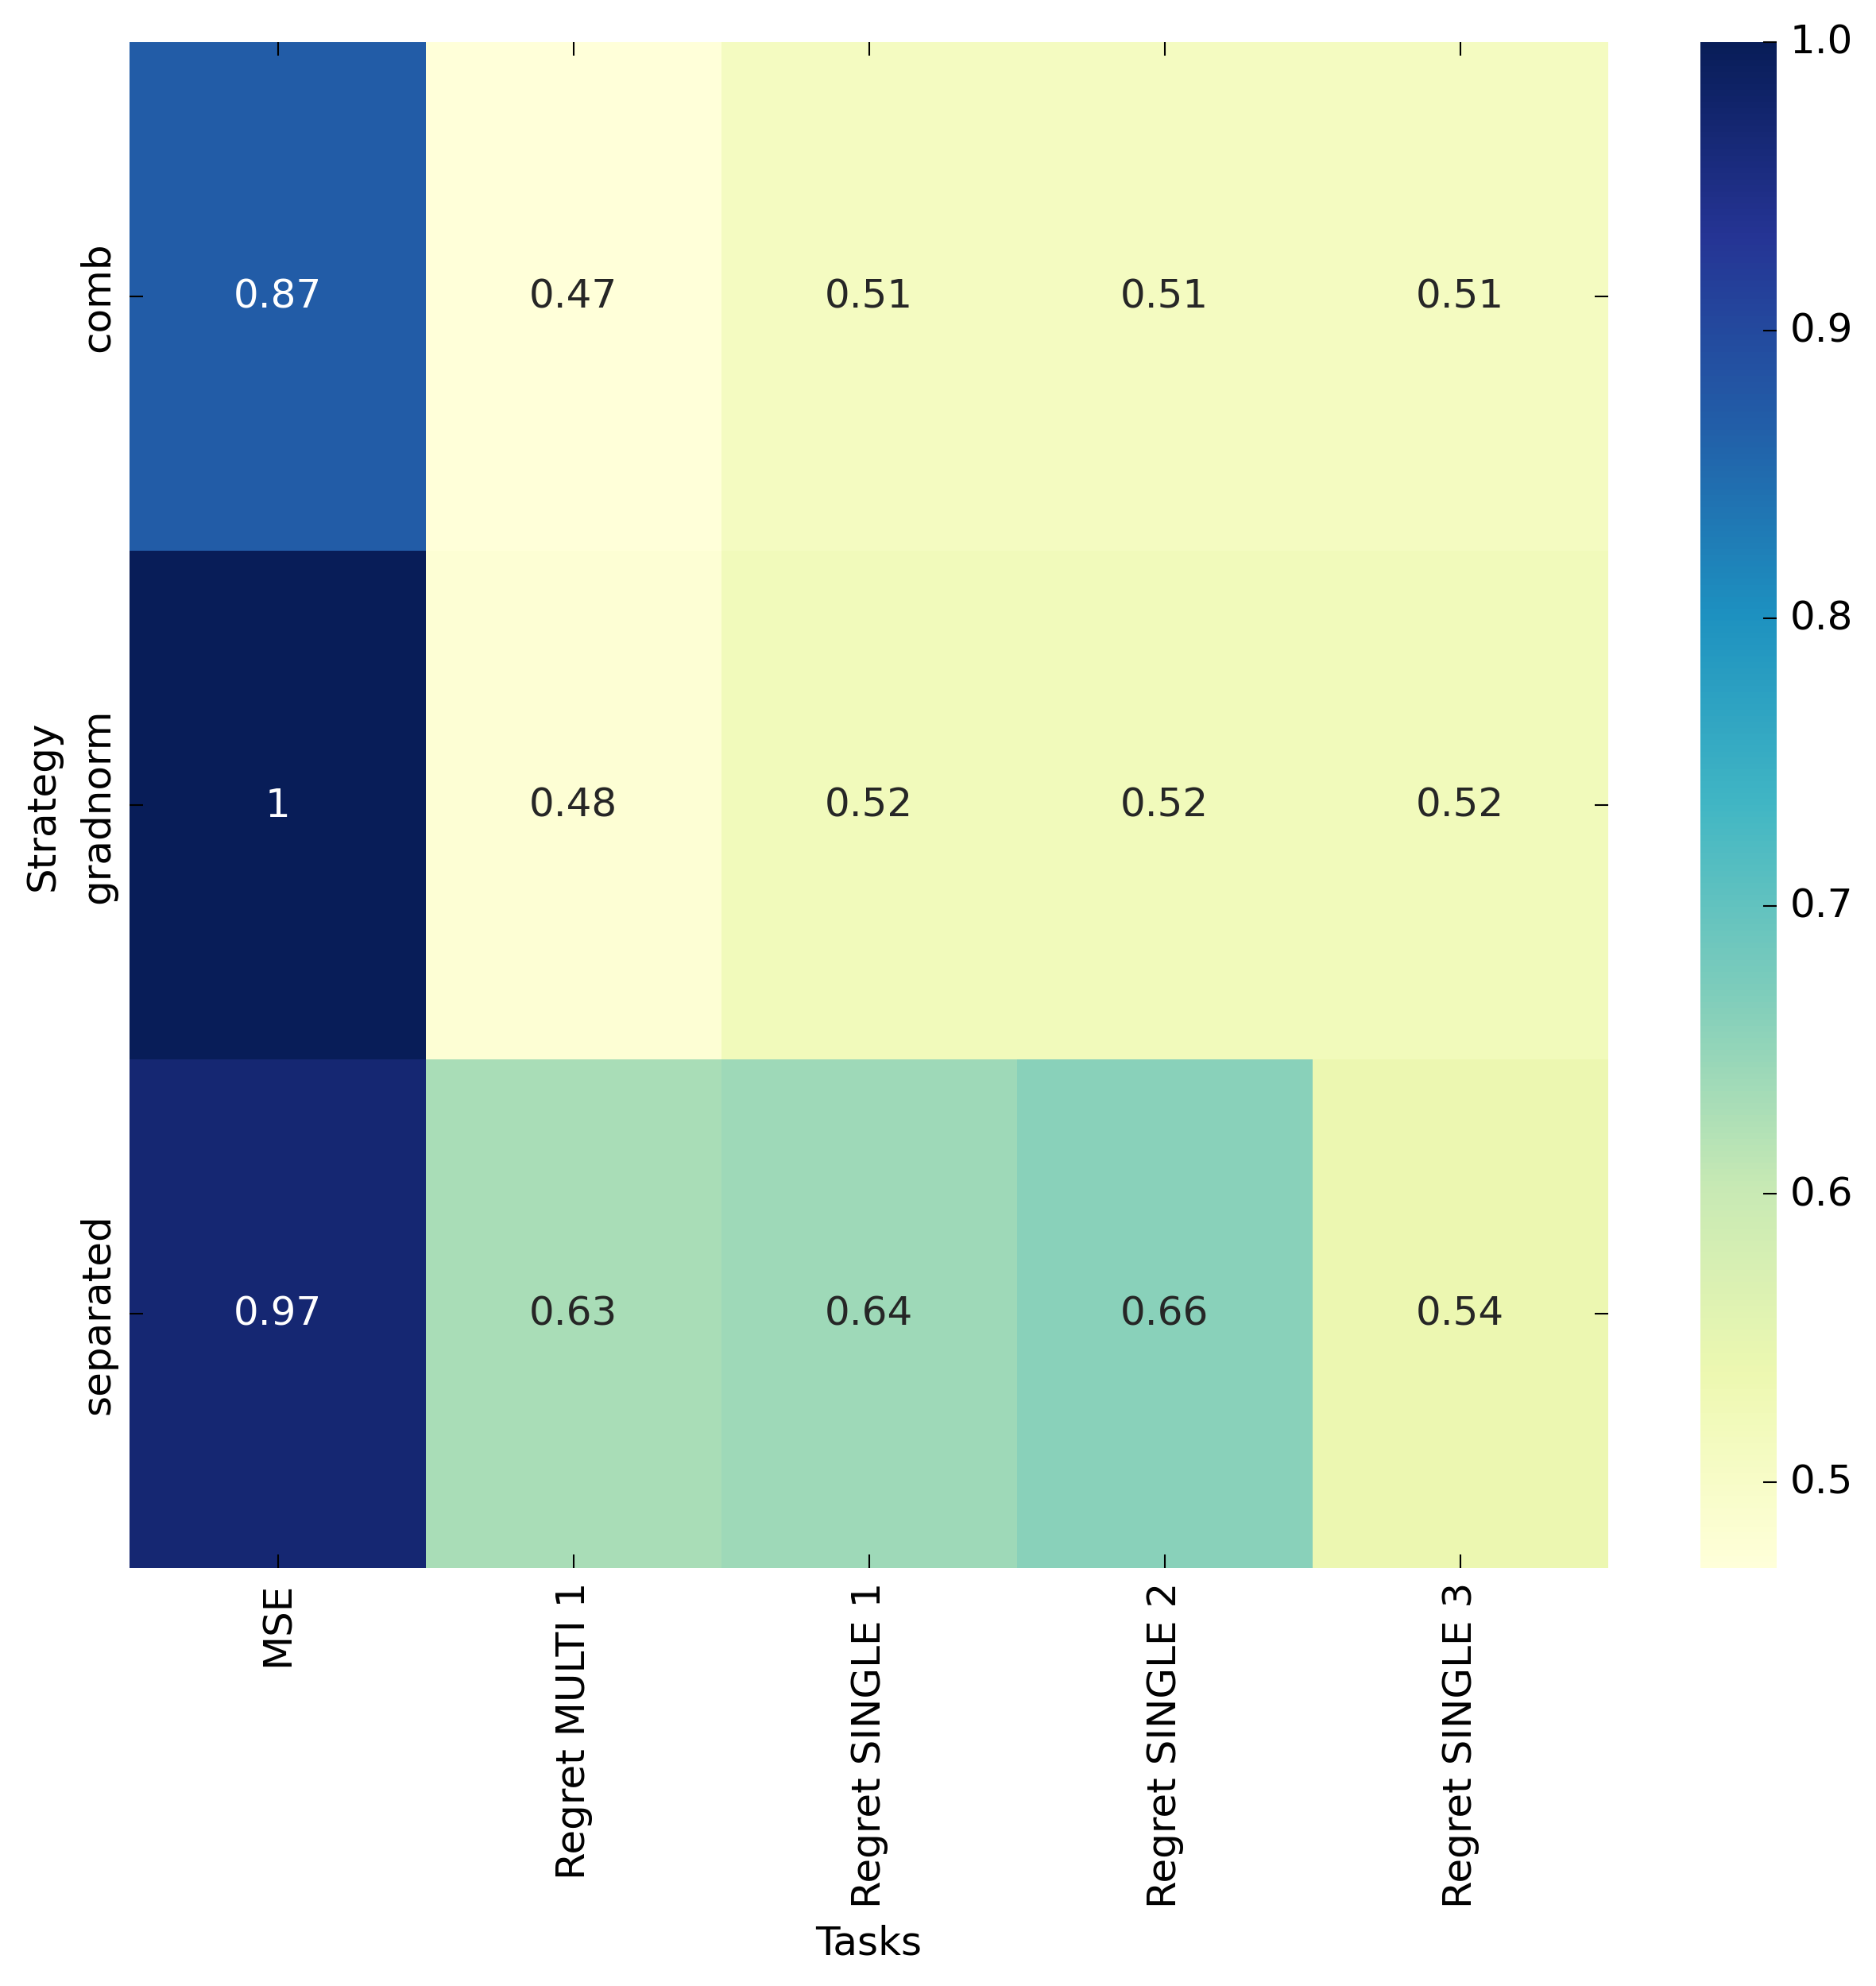 Strategy
comb
gradnorm
separated
0.87 0.47 0.51 0.51 0.51
1 0.48 0.52 0.52 0.52
0.97 0.63 0.64 0.66 0.54
MSE
Regret MULTI 1
Regret SINGLE 1
Regret SINGLE 2
Regret SINGLE 3
Tasks
1.0
0.9
0.8
0.7
0.6
0.5